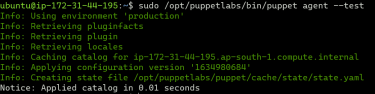 ubuntu@ip-172-31-44-195:~$ sudo /opt/puppetlabs/bin/puppet agent --test
Info: Using environment 'production'
Info: Retrieving pluginfacts
Info: Retrieving plugin
Info: Retrieving locales
Info: Caching catalog for ip-172-31-44-195.ap-south-1.compute.internal
Info: Applying configuration version '1634980684'
Info: Creating state file /opt/puppetlabs/puppet/cache/state/state.yaml
Notice: Applied catalog in 0.01 seconds